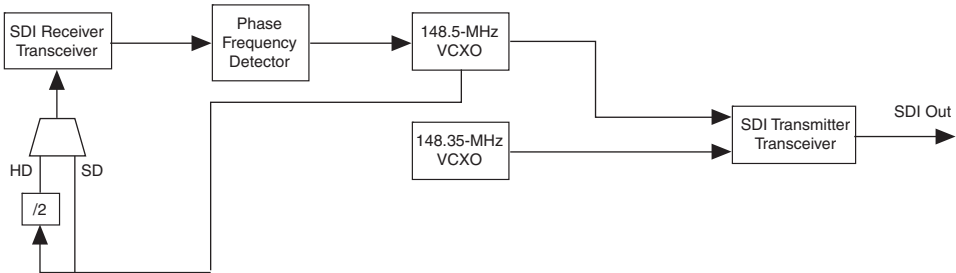 SDI Receiver
Transceiver
Phase
Frequency
Detector
148.5-MHz
VCXO
148.35-MHz
VCXO
SDI Transmitter
Transceiver
SDI Out
HD
SD
/2